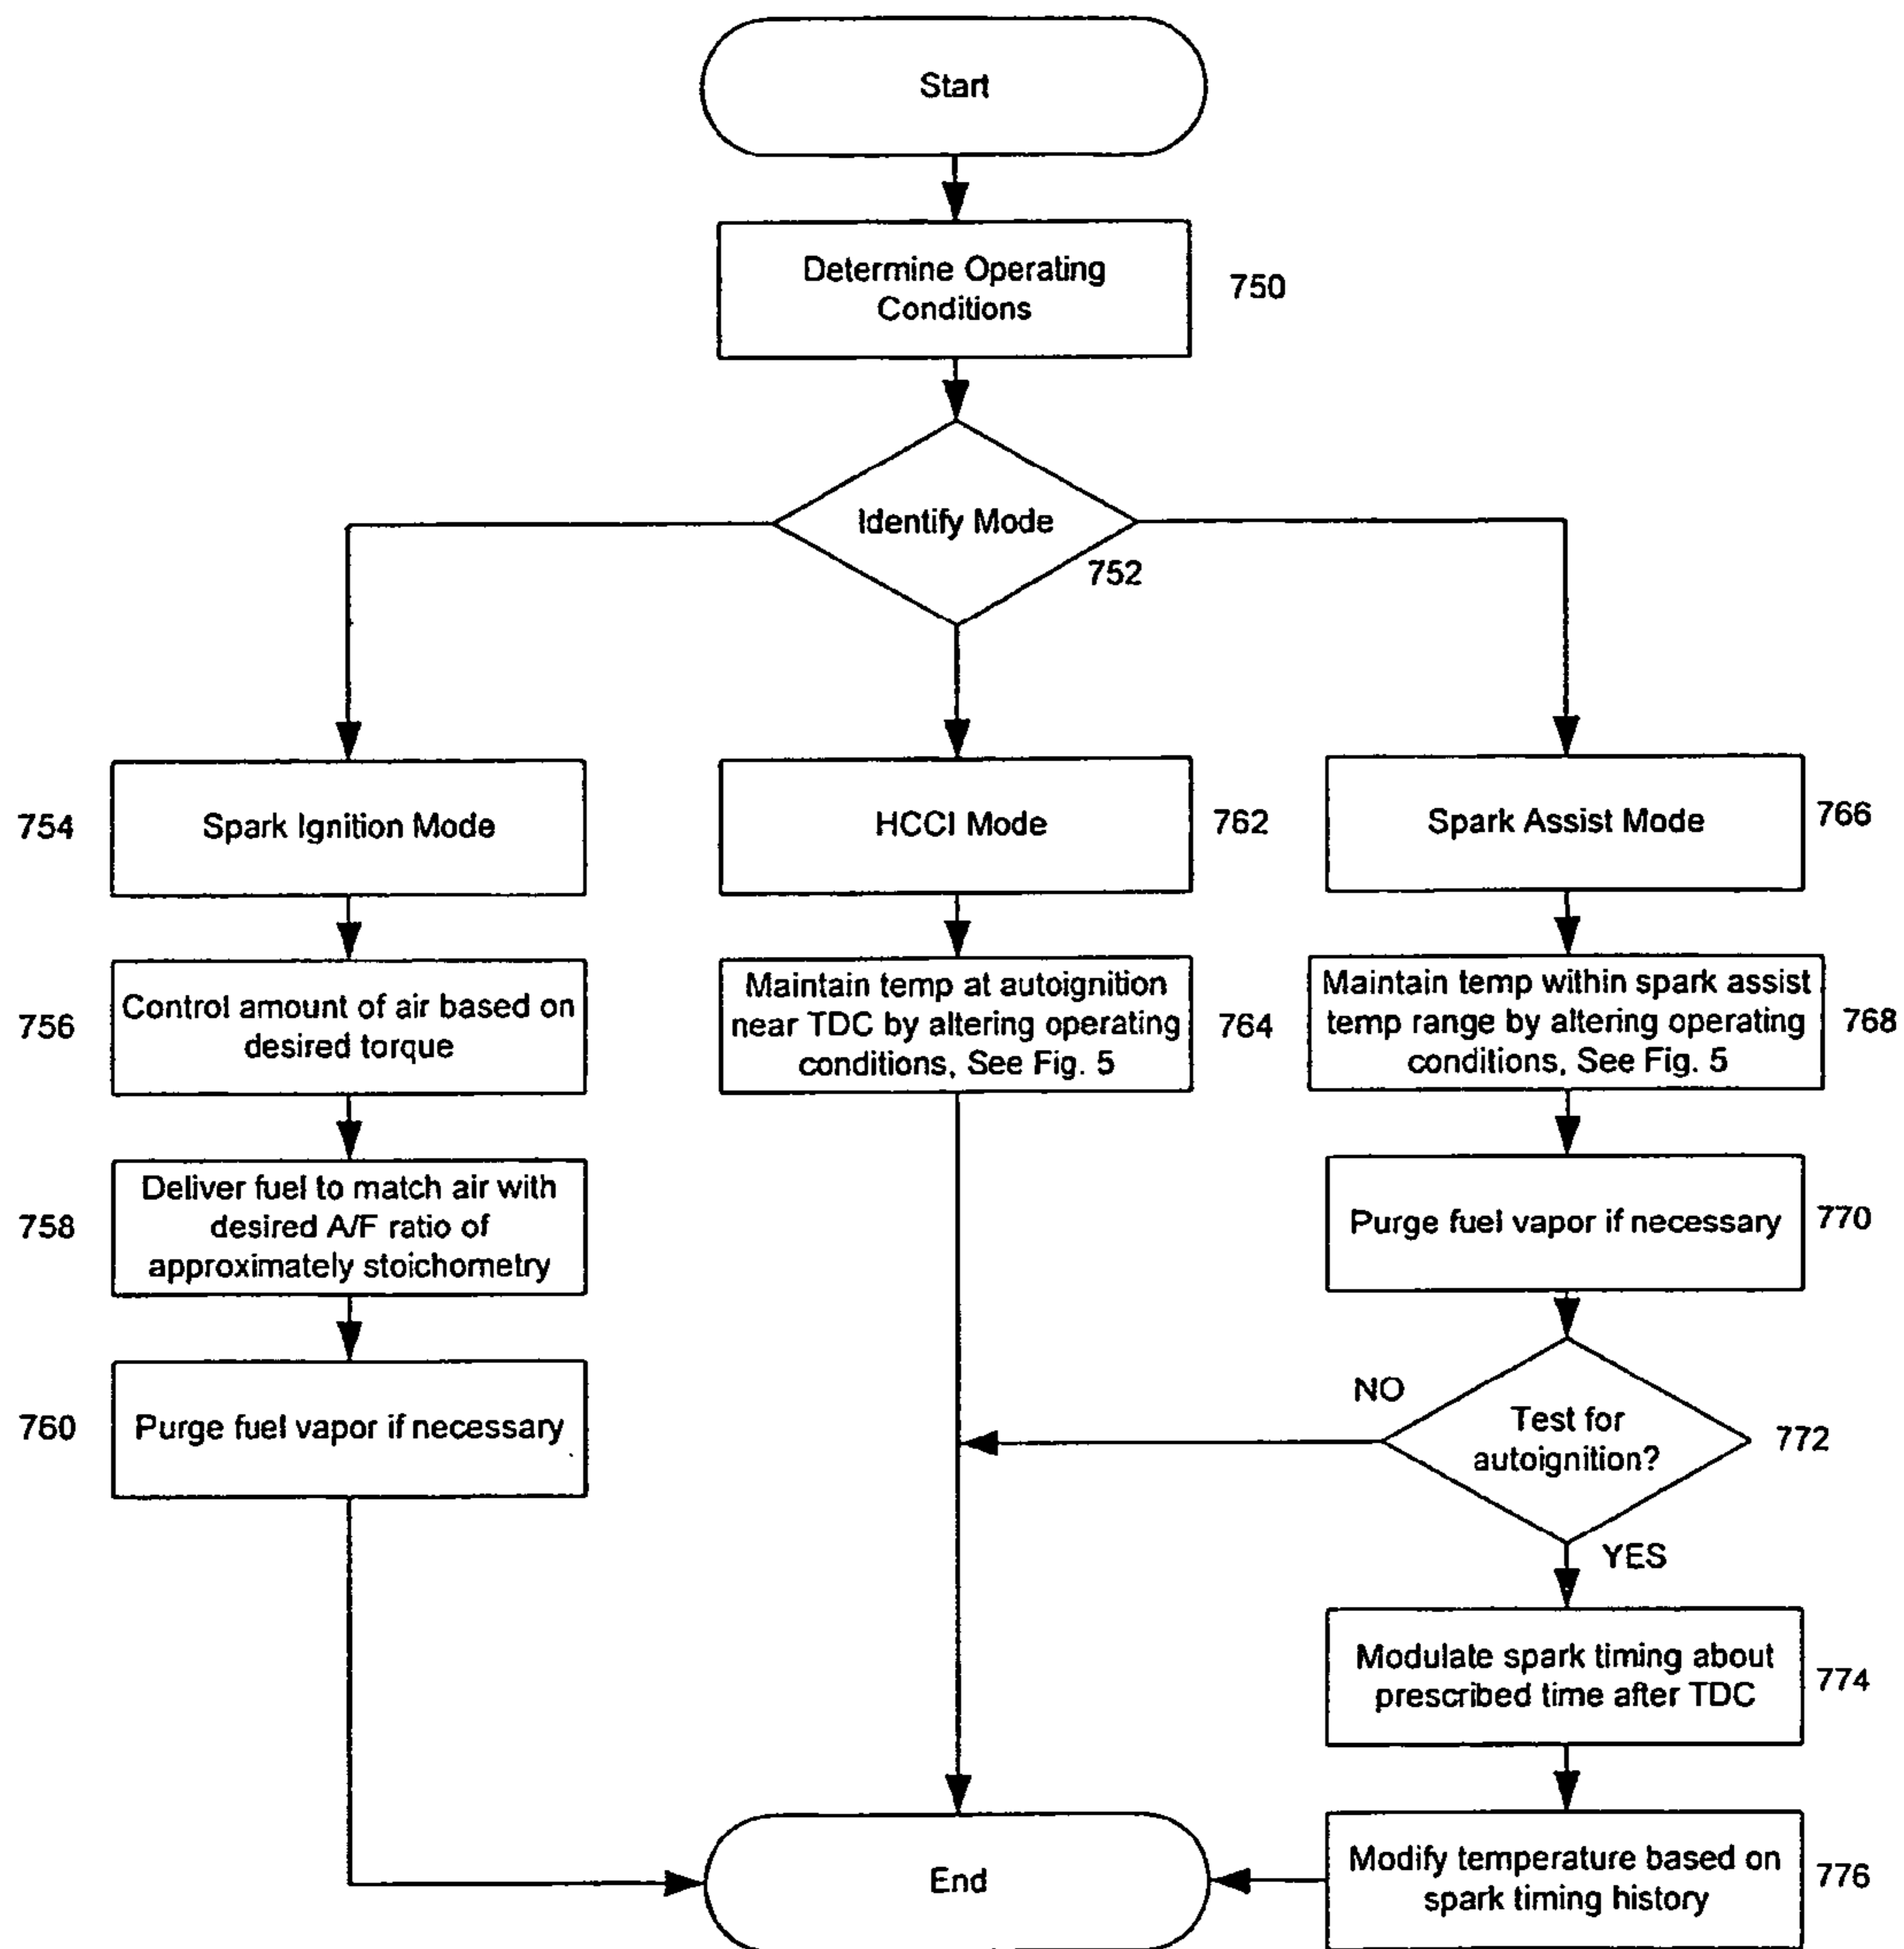 Start
Determine Operating
Conditions
750
Identify Mode
752
754
Spark Ignition Mode
HCCI Mode
762
Spark Assist Mode
766
756
Control amount of air based on
desired torque
Maintain temp at autoignition
near TDC by altering operating
conditions, See Fig. 5
764
Maintain temp within spark assist
temp range by altering operating
conditions, See Fig. 5
768
758
Deliver fuel to match air with
desired A/F ratio of
approximately stoichometry
Purge fuel vapor if necessary
770
760
Purge fuel vapor if necessary
NO
Test for
autoignition?
772
YES
Modulate spark timing about
prescribed time after TDC
774
End
Modify temperature based on
spark timing history
776